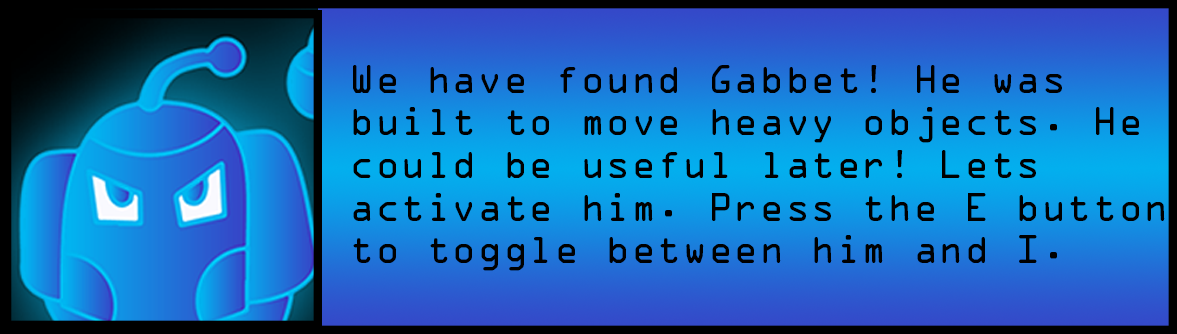 We have found Gabbet! He was
built to move heavy objects. He
could be useful later! Lets
activate him. Press the E button
to toggle between him and I.